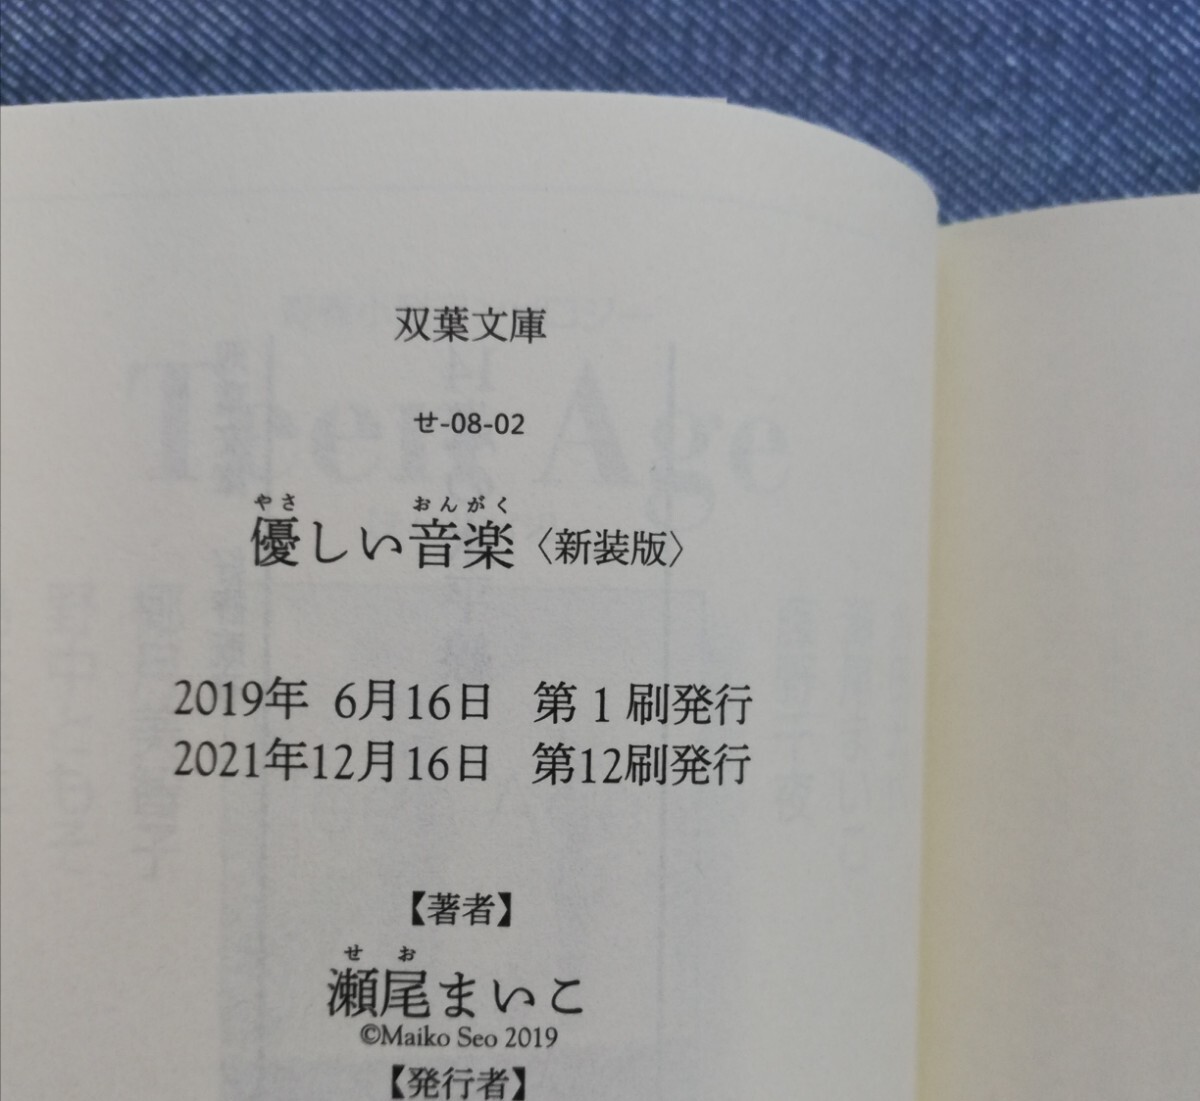 双葉文庫
せ-08-02
やさ おんがく
優しい音楽〈新装版〉
2019年 6月16日 第1刷発行
2021年12月16日 第12刷発行
【著者】
せ お
瀬尾まいこ
©Maiko Seo 2019
【発行者】
Teen Age